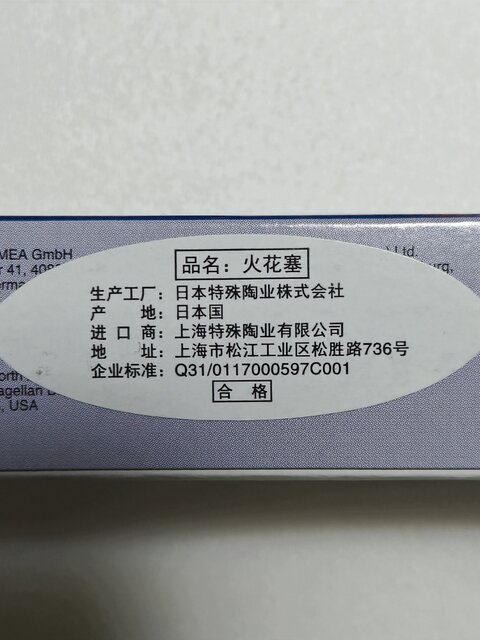 品名：火花塞
生产工厂：日本特殊陶业株式会社
产　　地：日本国
进 口 商：上海特殊陶业有限公司
地　　址：上海市松江工业区松胜路736号
企业标准：Q31/0117000597C001
合 格
MEA GmbH
41, 408
Ltd.
USA